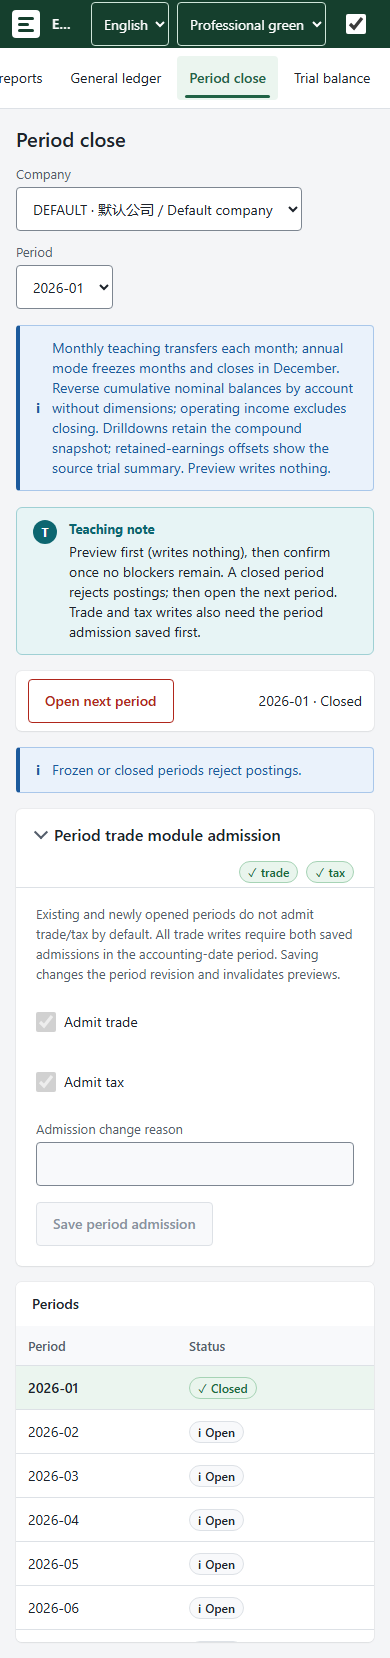 E...
English
Professional green
reports
General ledger
Period close
Trial balance
Period close
Company
DEFAULT · 默认公司 / Default company
Period
2026-01
Monthly teaching transfers each month; annual
mode freezes months and closes in December.
Reverse cumulative nominal balances by account
i without dimensions; operating income excludes
closing. Drilldowns retain the compound
snapshot; retained-earnings offsets show the
source trial summary. Preview writes nothing.
T
Teaching note
Preview first (writes nothing), then confirm
once no blockers remain. A closed period
rejects postings; then open the next period.
Trade and tax writes also need the period
admission saved first.
Open next period
2026-01 · Closed
i Frozen or closed periods reject postings.
Period trade module admission
✓ trade
✓ tax
Existing and newly opened periods do not admit
trade/tax by default. All trade writes require both saved
admissions in the accounting-date period. Saving
changes the period revision and invalidates previews.
Admit trade
Admit tax
Admission change reason
Save period admission
Periods
Period Status
2026-01 ✓ Closed
2026-02 i Open
2026-03 i Open
2026-04 i Open
2026-05 i Open
2026-06 i Open